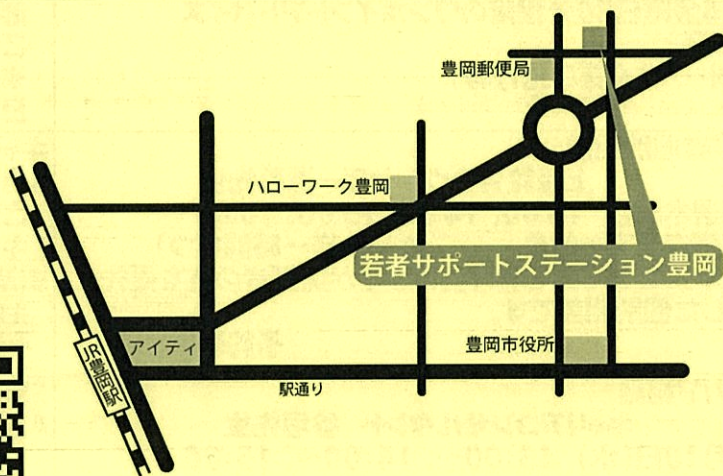 豊岡郵便局
ハローワーク豊岡
若者サポートステーション豊岡
アイティ
豊岡市役所
JR豊岡駅
駅通り